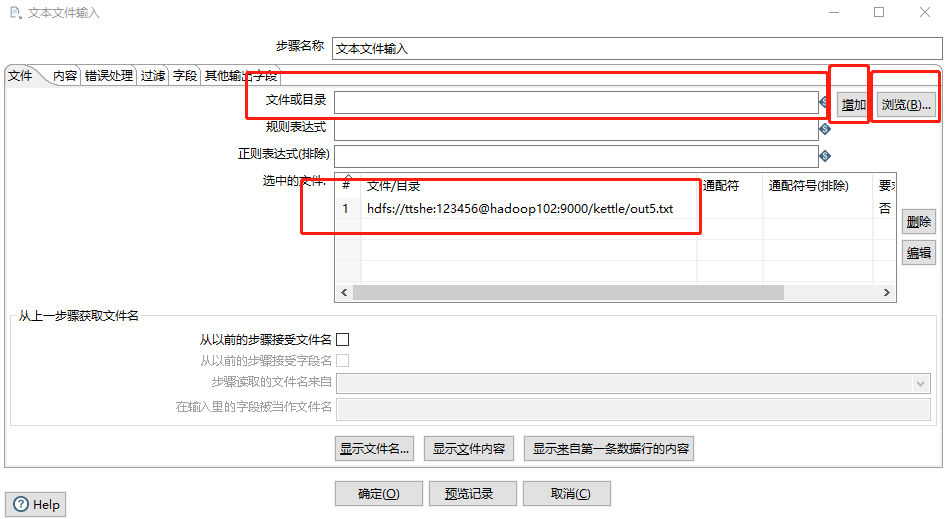 文本文件输入
步骤名称 文本文件输入
文件 内容 错误处理 过滤 字段 其他输出字段
文件或目录 增加 浏览(B)...
规则表达式
正则表达式(排除)
选中的文件:
# 文件/目录 通配符 通配符号(排除)
1 hdfs://ttshe:123456@hadoop102:9000/kettle/out5.txt 否
删除
编辑
从上一步骤获取文件名
从以前的步骤接受文件名
从以前的步骤接受字段名
步骤读取的文件名来自
在输入里的字段被当作文件名
显示文件名... 显示文件内容 显示来自第一条数据行的内容
确定(O) 预览记录 取消(C)
Help